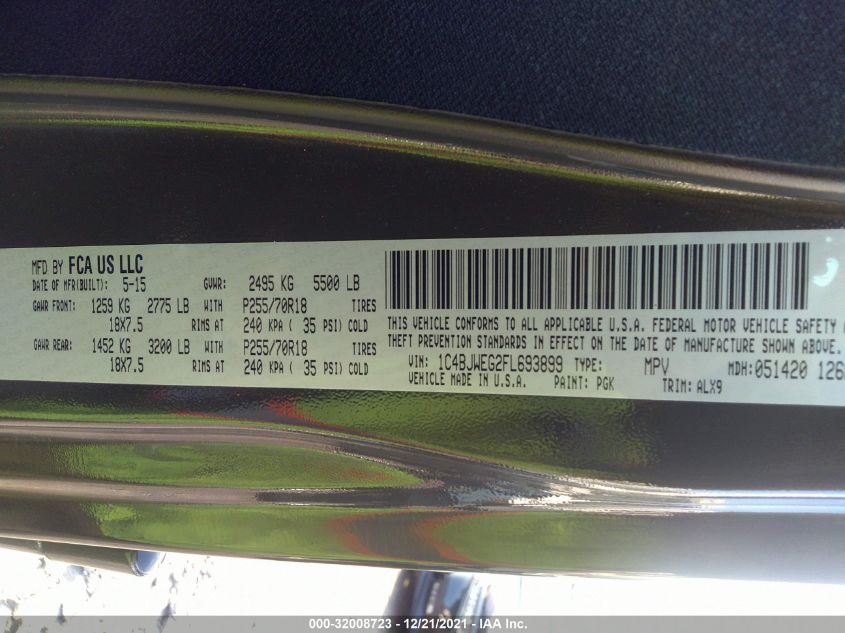 MFD BY FCA US LLC
DATE OF MFR(BUILT): 5-15 GVWR: 2495 KG 5500 LB
GAWR FRONT: 1259 KG 2775 LB WITH P255/70R18 TIRES
18X7.5 RIMS AT 240 KPA ( 35 PSI) COLD
GAWR REAR: 1452 KG 3200 LB WITH P255/70R18 TIRES
18X7.5 RIMS AT 240 KPA ( 35 PSI) COLD
THIS VEHICLE CONFORMS TO ALL APPLICABLE U.S.A. FEDERAL MOTOR VEHICLE SAFETY
THEFT PREVENTION STANDARDS IN EFFECT ON THE DATE OF MANUFACTURE SHOWN ABOVE.
VIN: 1C4BJWEG2FL693899 TYPE: MPV MDH: 051420 126
VEHICLE MADE IN U.S.A. PAINT: PGK TRIM: ALX9
000-32008723 - 12/21/2021 - IAA Inc.